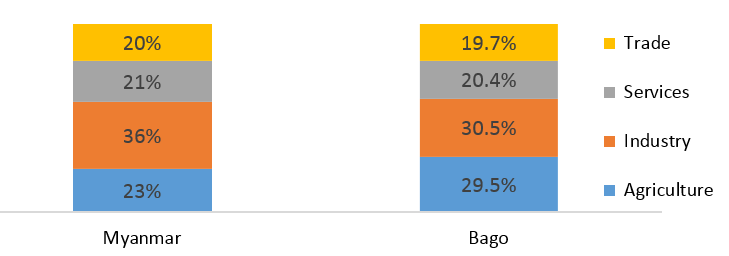 20%
19.7%
Trade
21%
20.4%
Services
36%
30.5%
Industry
23%
29.5%
Agriculture
Myanmar
Bago